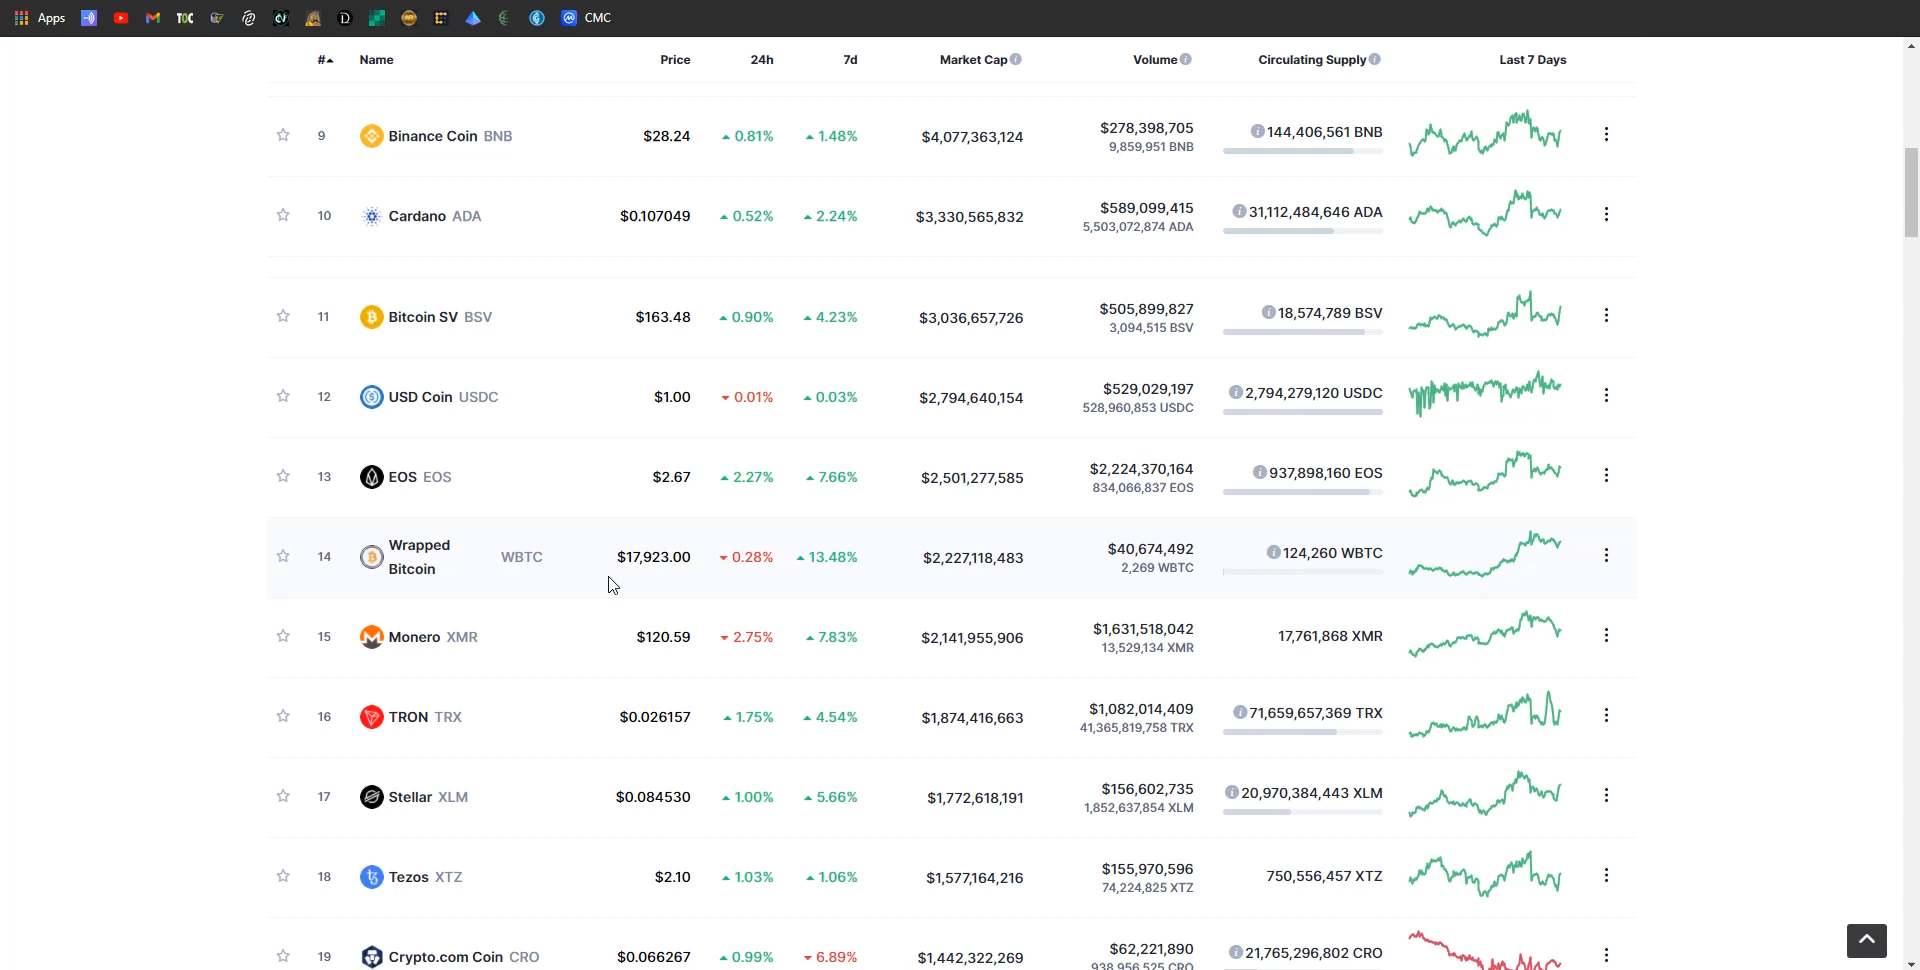 Apps TOC CMC
# Name Price 24h 7d Market Cap Volume Circulating Supply Last 7 Days
9 Binance Coin BNB $28.24 0.81% 1.48% $4,077,363,124 $278,398,705 144,406,561 BNB
9,859,951 BNB
10 Cardano ADA $0.107049 0.52% 2.24% $3,330,565,832 $589,099,415 31,112,484,646 ADA
5,503,072,874 ADA
11 Bitcoin SV BSV $163.48 0.90% 4.23% $3,036,657,726 $505,899,827 18,574,789 BSV
3,094,515 BSV
12 USD Coin USDC $1.00 0.01% 0.03% $2,794,640,154 $529,029,197 2,794,279,120 USDC
528,960,853 USDC
13 EOS EOS $2.67 2.27% 7.66% $2,501,277,585 $2,224,370,164 937,898,160 EOS
834,066,837 EOS
14 Wrapped Bitcoin WBTC $17,923.00 0.28% 13.48% $2,227,118,483 $40,674,492 124,260 WBTC
2,269 WBTC
15 Monero XMR $120.59 2.75% 7.83% $2,141,955,906 $1,631,518,042 17,761,868 XMR
13,529,134 XMR
16 TRON TRX $0.026157 1.75% 4.54% $1,874,416,663 $1,082,014,409 71,659,657,369 TRX
41,365,819,758 TRX
17 Stellar XLM $0.084530 1.00% 5.66% $1,772,618,191 $156,602,735 20,970,384,443 XLM
1,852,637,854 XLM
18 Tezos XTZ $2.10 1.03% 1.06% $1,577,164,216 $155,970,596 750,556,457 XTZ
74,224,825 XTZ
19 Crypto.com Coin CRO $0.066267 0.99% 6.89% $1,442,322,269 $62,221,890 21,765,296,802 CRO
938,956,525 CRO